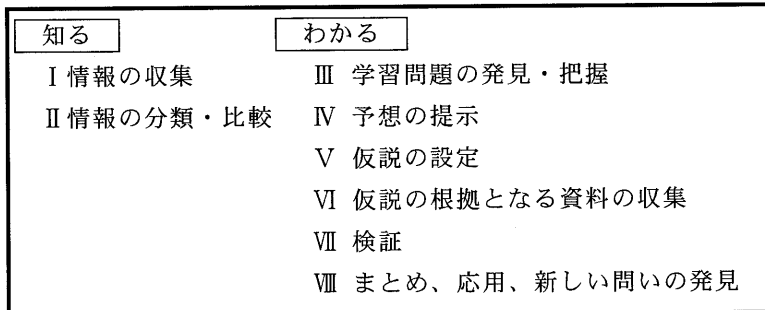 知る わかる
Ⅰ情報の収集 Ⅲ 学習問題の発見・把握
Ⅱ情報の分類・比較 Ⅳ 予想の提示
Ⅴ 仮説の設定
Ⅵ 仮説の根拠となる資料の収集
Ⅶ 検証
Ⅷ まとめ、応用、新しい問いの発見